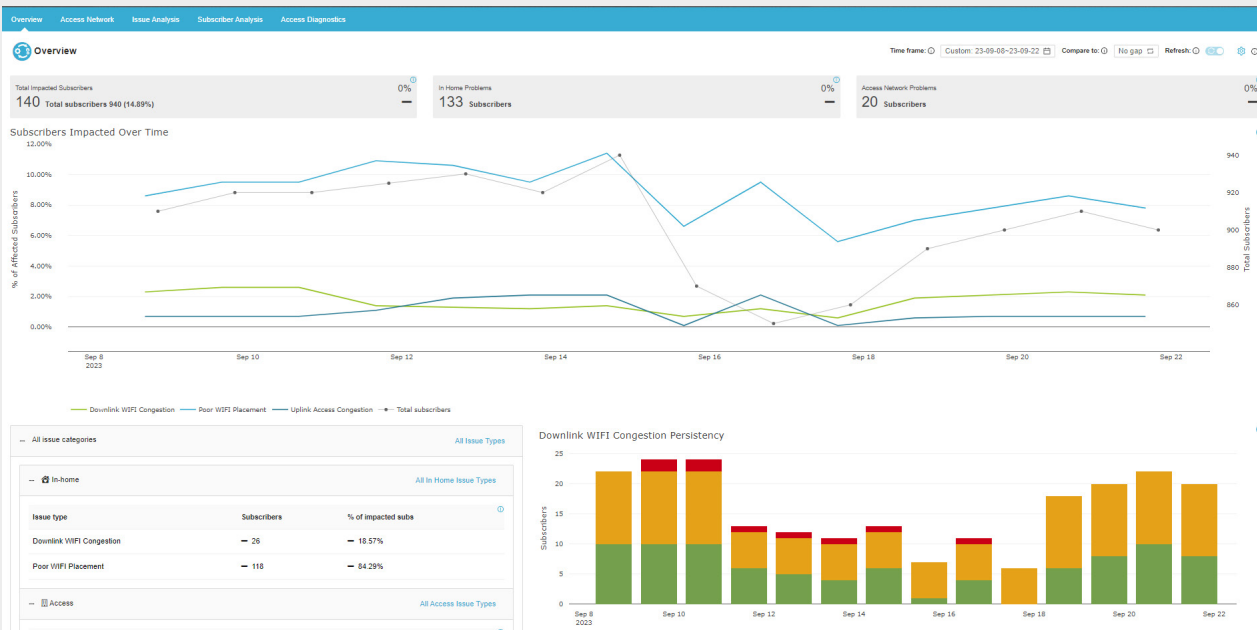 Overview Access Network Issue Analysis Subscriber Analysis Access Diagnostics
Overview
Time frame: Custom: 23-09-08~23-09-22 Compare to: No gap Refresh:
Total Impacted Subscribers 0%
140 Total subscribers 940 (14.89%) –
In Home Problems 0%
133 Subscribers –
Access Network Problems 0%
20 Subscribers –
Subscribers Impacted Over Time
12.00%
10.00%
8.00%
6.00%
4.00%
2.00%
0.00%
% of Affected Subscribers
940
920
900
880
860
Total Subscribers
Sep 8 Sep 10 Sep 12 Sep 14 Sep 16 Sep 18 Sep 20 Sep 22
2023
Downlink WIFI Congestion Poor WIFI Placement Uplink Access Congestion Total subscribers
All issue categories All Issue Types
In-home All In Home Issue Types
Issue type Subscribers % of impacted subs
Downlink WIFI Congestion – 26 – 18.57%
Poor WIFI Placement – 118 – 84.29%
Access All Access Issue Types
Downlink WIFI Congestion Persistency
25
20
15
10
5
0
Subscribers
Sep 8 Sep 10 Sep 12 Sep 14 Sep 16 Sep 18 Sep 20 Sep 22
2023